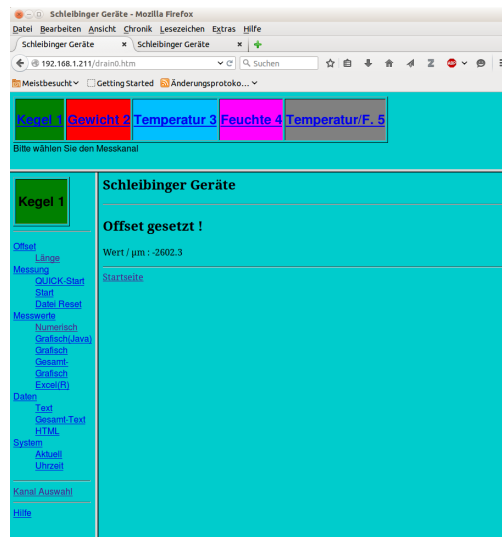 Schleibinger Geräte - Mozilla Firefox
Datei Bearbeiten Ansicht Chronik Lesezeichen Extras Hilfe
Schleibinger Geräte × Schleibinger Geräte ×
192.168.1.211/drain0.htm Suchen
Meistbesucht Getting Started Änderungsprotoko...
Kegel 1 Gewicht 2 Temperatur 3 Feuchte 4 Temperatur/F. 5
Bitte wählen Sie den Messkanal
Kegel 1
Offset
Länge
Messung
QUICK-Start
Start
Datei Reset
Messwerte
Numerisch
Grafisch(Java)
Grafisch
Gesamt-
Grafisch
Excel(R)
Daten
Text
Gesamt-Text
HTML
System
Aktuell
Uhrzeit
Kanal Auswahl
Hilfe
Schleibinger Geräte
Offset gesetzt !
Wert / µm : -2602.3
Startseite